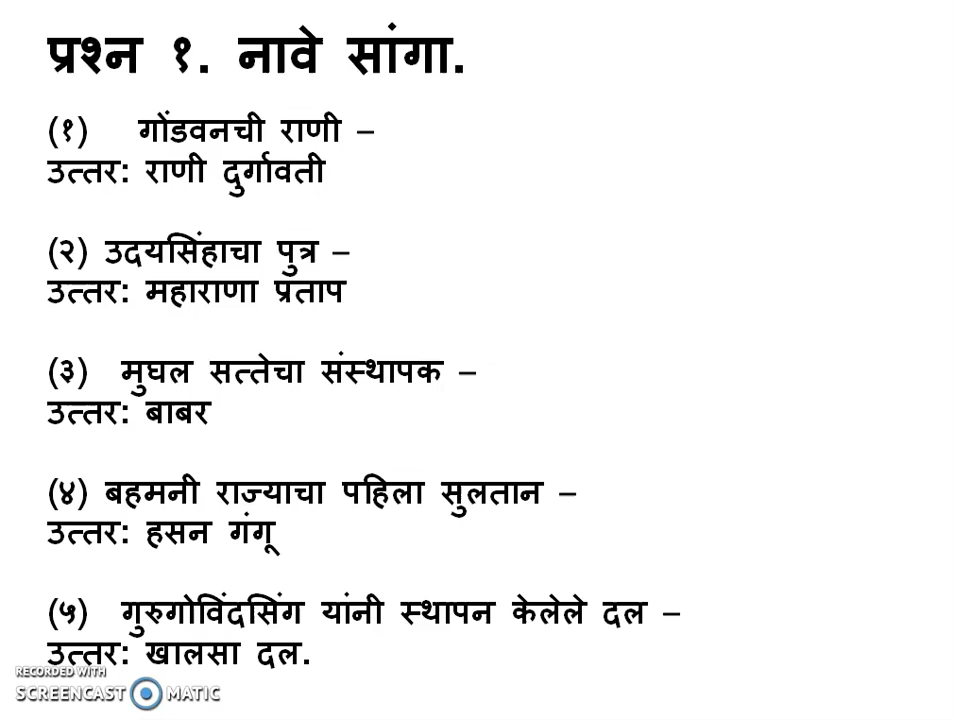 प्रश्न १. नावे सांगा.
(१) गोंडवनची राणी –
उत्तर: राणी दुर्गावती
(२) उदयसिंहाचा पुत्र –
उत्तर: महाराणा प्रताप
(३) मुघल सत्तेचा संस्थापक –
उत्तर: बाबर
(४) बहमनी राज्याचा पहिला सुलतान –
उत्तर: हसन गंगू
(५) गुरुगोविंदसिंग यांनी स्थापन केलेले दल –
उत्तर: खालसा दल.
RECORDED WITH
SCREENCAST MATIC